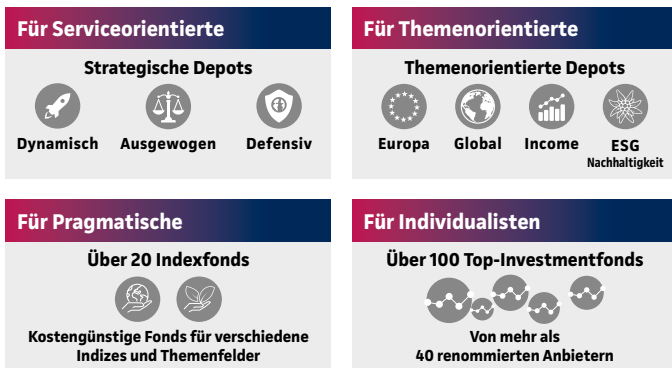 Für Serviceorientierte
Strategische Depots
Dynamisch
Ausgewogen
Defensiv
Für Themenorientierte
Themenorientierte Depots
Europa
Global
Income
ESG
Nachhaltigkeit
Für Pragmatische
Über 20 Indexfonds
Kostengünstige Fonds für verschiedene
Indizes und Themenfelder
Für Individualisten
Über 100 Top-Investmentfonds
Von mehr als
40 renommierten Anbietern